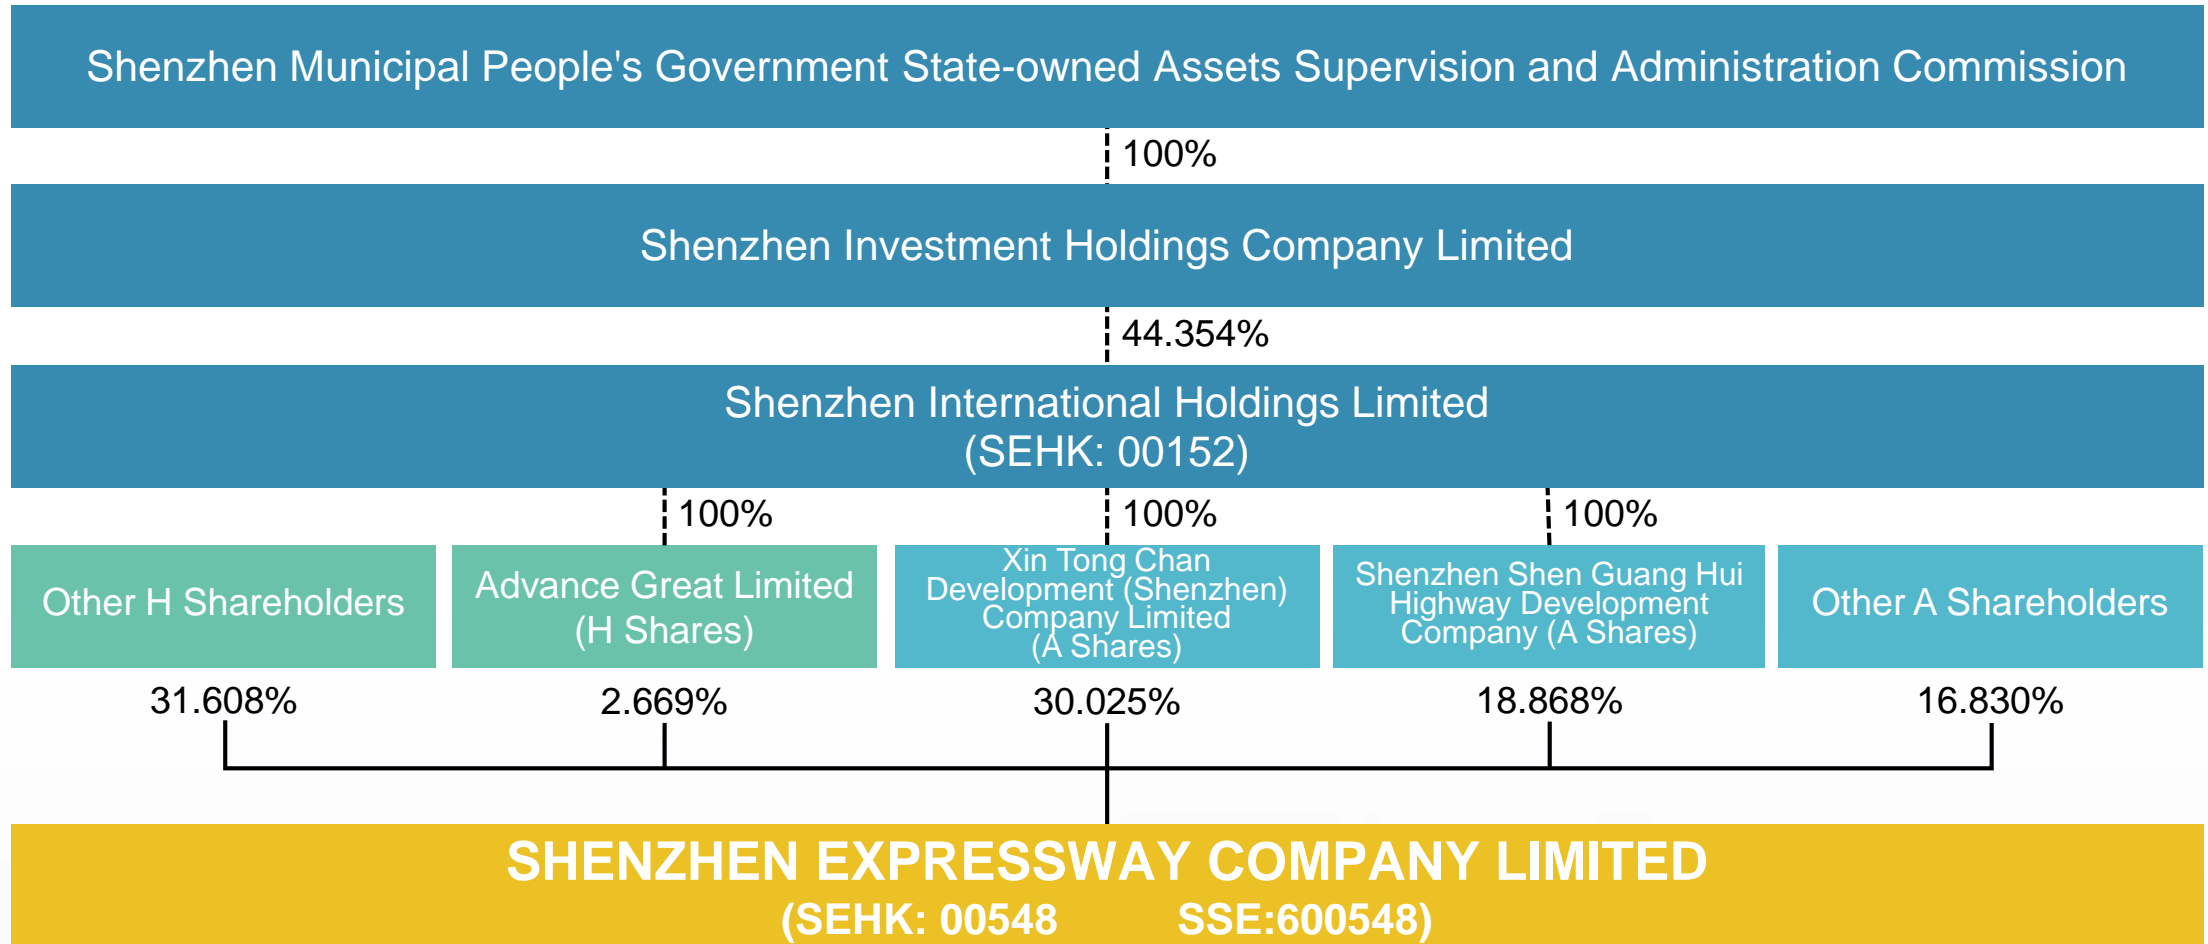 Shenzhen Municipal People's Government State-owned Assets Supervision and Administration Commission
100%
Shenzhen Investment Holdings Company Limited
44.354%
Shenzhen International Holdings Limited
(SEHK: 00152)
100%
100%
100%
Other H Shareholders
Advance Great Limited
(H Shares)
Xin Tong Chan
Development (Shenzhen)
Company Limited
(A Shares)
Shenzhen Shen Guang Hui
Highway Development
Company (A Shares)
Other A Shareholders
31.608%
2.669%
30.025%
18.868%
16.830%
SHENZHEN EXPRESSWAY COMPANY LIMITED
(SEHK: 00548 SSE:600548)